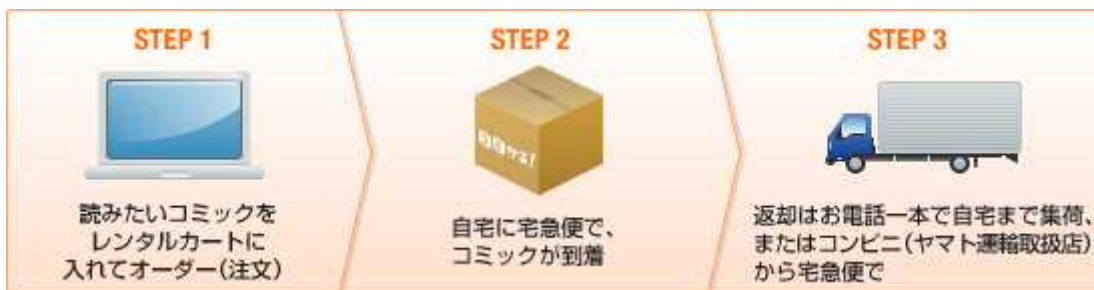 STEP 1
読みたいコミックを
レンタルカートに
入れてオーダー(注文)
STEP 2
自宅に宅急便で、
コミックが到着
STEP 3
返却はお電話一本で自宅まで集荷、
またはコンビニ(ヤマト運輸取扱店)
から宅急便で